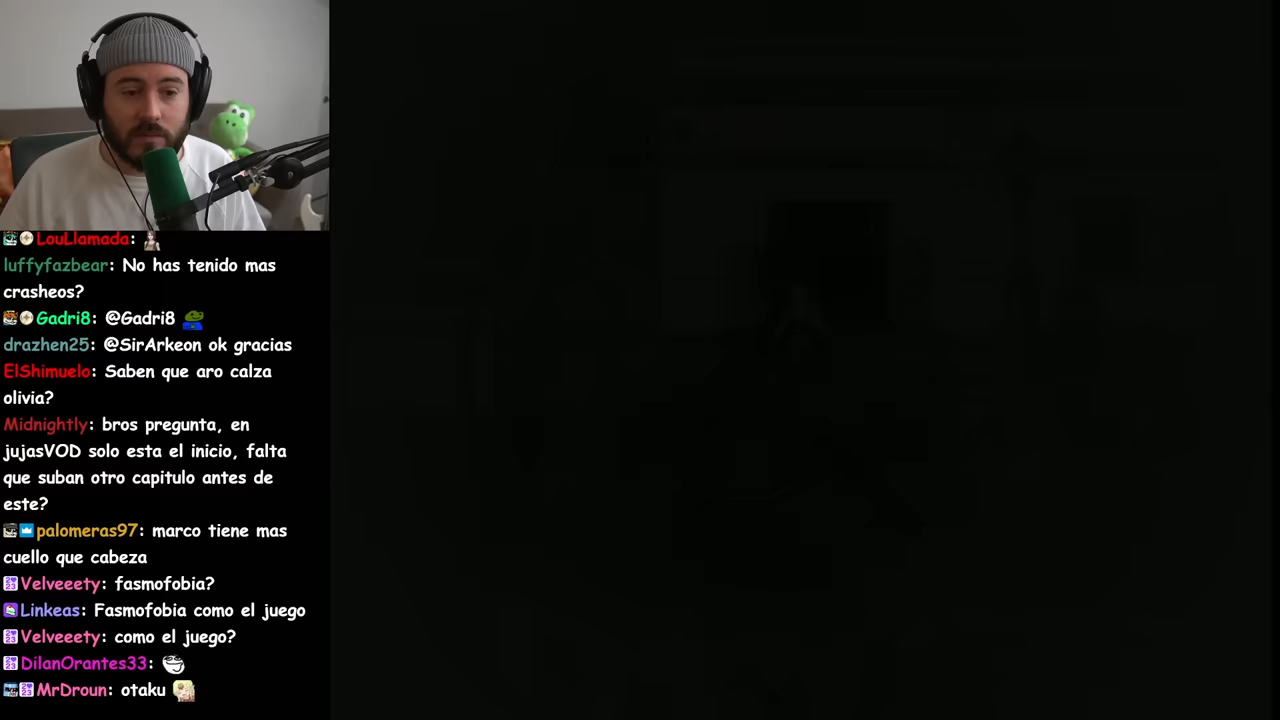 LouLlamada:
luffyfazbear: No has tenido mas
crasheos?
Gadri8: @Gadri8
drazhen25: @SirArkeon ok gracias
ElShimuelo: Saben que aro calza
olivia?
Midnightly: bros pregunta, en
jujasVOD solo esta el inicio, falta
que suban otro capitulo antes de
este?
palomeras97: marco tiene mas
cuello que cabeza
Velveeety: fasmofobia?
Linkeas: Fasmofobia como el juego
Velveeety: como el juego?
DilanOrantes33:
MrDroun: otaku